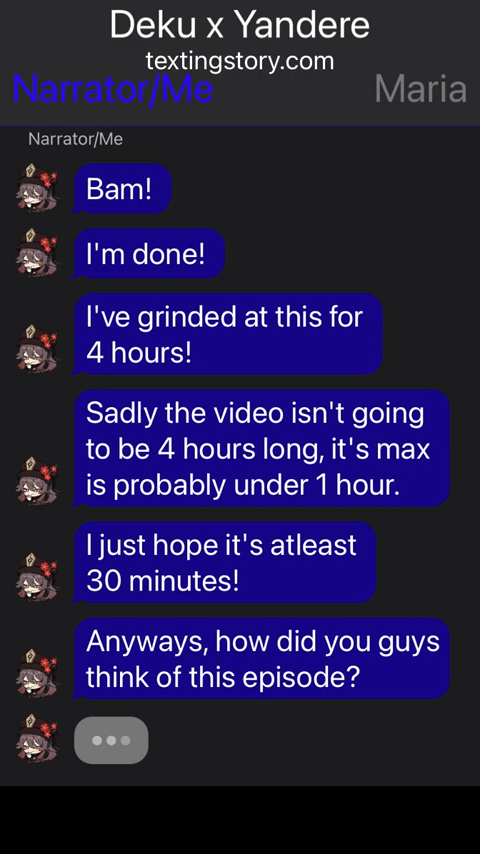 Deku x Yandere
textingstory.com
Narrator/Me
Maria
Narrator/Me
Bam!
I'm done!
I've grinded at this for
4 hours!
Sadly the video isn't going
to be 4 hours long, it's max
is probably under 1 hour.
I just hope it's atleast
30 minutes!
Anyways, how did you guys
think of this episode?